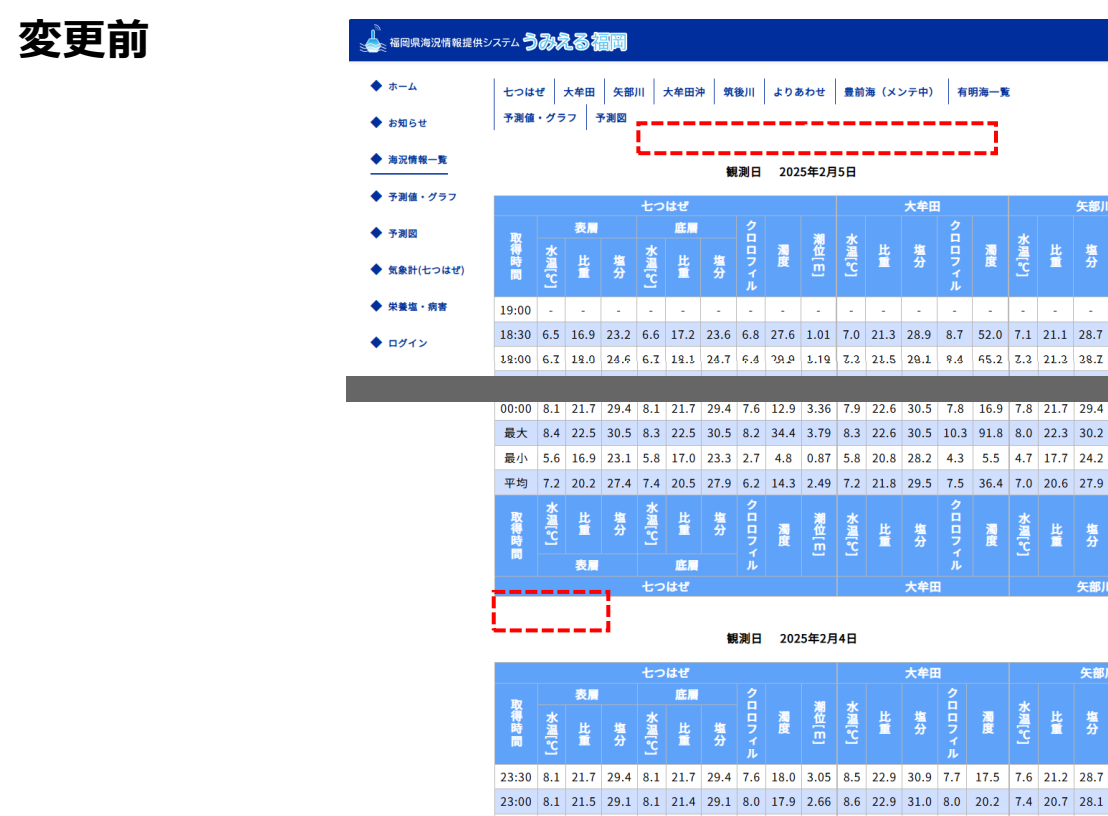 変更前
福岡県海況情報提供システム うみえる福岡
ホーム
お知らせ
海況情報一覧
予測値・グラフ
予測図
気象計(七つはぜ)
栄養塩・病害
ログイン
七つはぜ 大牟田 矢部川 大牟田沖 筑後川 よりあわせ 豊前海（メンテ中） 有明海一覧
予測値・グラフ 予測図
観測日 2025年2月5日
七つはぜ 大牟田 矢部川
取得時間 表層 底層 クロロフィル 濁度 潮位[m] 水温[℃] 比重 塩分 クロロフィル 濁度 水温[℃] 比重 塩分
水温[℃] 比重 塩分 水温[℃] 比重 塩分
19:00 - - - - - - - - - - - - - - - - -
18:30 6.5 16.9 23.2 6.6 17.2 23.6 6.8 27.6 1.01 7.0 21.3 28.9 8.7 52.0 7.1 21.1 28.7
00:00 8.1 21.7 29.4 8.1 21.7 29.4 7.6 12.9 3.36 7.9 22.6 30.5 7.8 16.9 7.8 21.7 29.4
最大 8.4 22.5 30.5 8.3 22.5 30.5 8.2 34.4 3.79 8.3 22.6 30.5 10.3 91.8 8.0 22.3 30.2
最小 5.6 16.9 23.1 5.8 17.0 23.3 2.7 4.8 0.87 5.8 20.8 28.2 4.3 5.5 4.7 17.7 24.2
平均 7.2 20.2 27.4 7.4 20.5 27.9 6.2 14.3 2.49 7.2 21.8 29.5 7.5 36.4 7.0 20.6 27.9
取得時間 水温[℃] 比重 塩分 水温[℃] 比重 塩分 クロロフィル 濁度 潮位[m] 水温[℃] 比重 塩分 クロロフィル 濁度 水温[℃] 比重 塩分
表層 底層
七つはぜ 大牟田 矢部川
観測日 2025年2月4日
七つはぜ 大牟田 矢部川
取得時間 表層 底層 クロロフィル 濁度 潮位[m] 水温[℃] 比重 塩分 クロロフィル 濁度 水温[℃] 比重 塩分
水温[℃] 比重 塩分 水温[℃] 比重 塩分
23:30 8.1 21.7 29.4 8.1 21.7 29.4 7.6 18.0 3.05 8.5 22.9 30.9 7.7 17.5 7.6 21.2 28.7
23:00 8.1 21.5 29.1 8.1 21.4 29.1 8.0 17.9 2.66 8.6 22.9 31.0 8.0 20.2 7.4 20.7 28.1